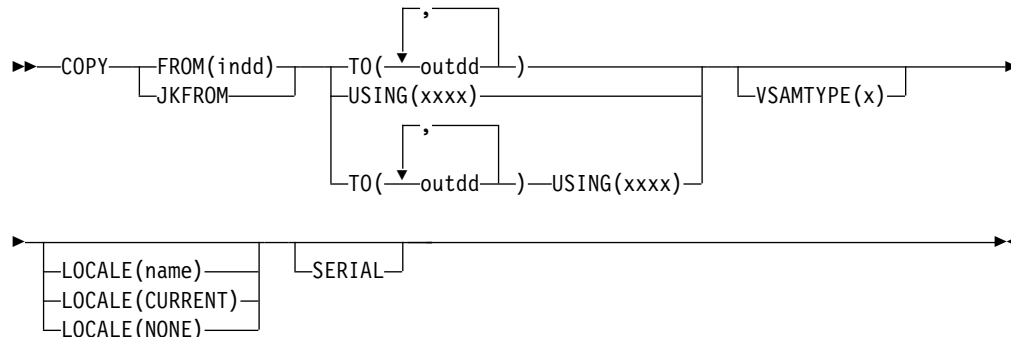 ,
COPY FROM(indd) TO( outdd )
JKFROM USING(xxxx) VSAMTYPE(x)
,
TO( outdd ) USING(xxxx)
LOCALE(name) SERIAL
LOCALE(CURRENT)
LOCALE(NONE)